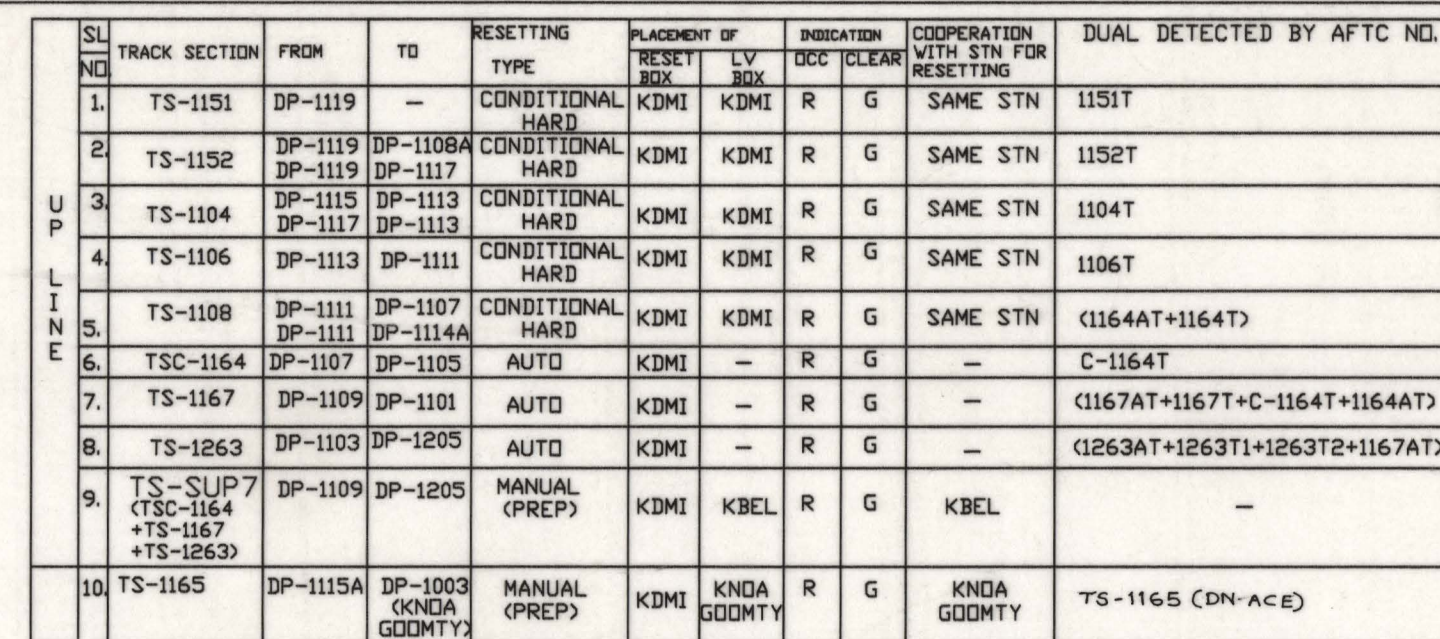 SL NO. TRACK SECTION FROM TO RESETTING TYPE PLACEMENT OF RESET BOX LV BOX INDICATION OCC CLEAR COOPERATION WITH STN FOR RESETTING DUAL DETECTED BY AFTC NO.
UP LINE
1. TS-1151 DP-1119 — CONDITIONAL HARD KDMI KDMI R G SAME STN 1151T
2. TS-1152 DP-1119 DP-1108A CONDITIONAL HARD KDMI KDMI R G SAME STN 1152T
DP-1119 DP-1117
3. TS-1104 DP-1115 DP-1113 CONDITIONAL HARD KDMI KDMI R G SAME STN 1104T
DP-1117 DP-1113
4. TS-1106 DP-1113 DP-1111 CONDITIONAL HARD KDMI KDMI R G SAME STN 1106T
5. TS-1108 DP-1111 DP-1107 CONDITIONAL HARD KDMI KDMI R G SAME STN (1164AT+1164T)
DP-1111 DP-1114A
6. TSC-1164 DP-1107 DP-1105 AUTO KDMI — R G — C-1164T
7. TS-1167 DP-1109 DP-1101 AUTO KDMI — R G — (1167AT+1167T+C-1164T+1164AT)
8. TS-1263 DP-1103 DP-1205 AUTO KDMI — R G — (1263AT+1263T1+1263T2+1167AT)
9. TS-SUP7 DP-1109 DP-1205 MANUAL (PREP) KDMI KBEL R G KBEL —
(TSC-1164
+TS-1167
+TS-1263)
10. TS-1165 DP-1115A DP-1003 (KNOA GOOMTY) MANUAL (PREP) KDMI KNOA GOOMTY R G KNOA GOOMTY TS-1165 (DN-ACE)